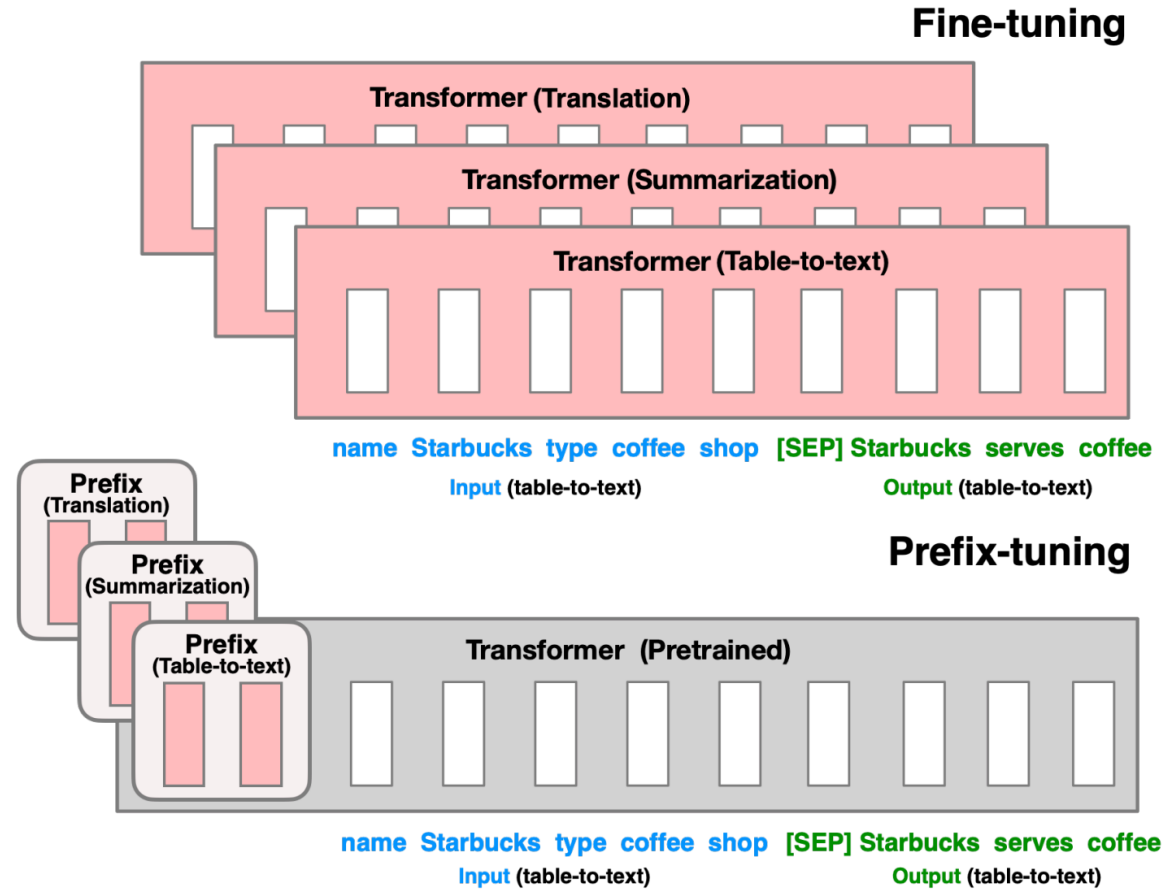 Fine-tuning
Transformer (Translation)
Transformer (Summarization)
Transformer (Table-to-text)
name Starbucks type coffee shop [SEP] Starbucks serves coffee
Input (table-to-text) Output (table-to-text)
Prefix
(Translation)
Prefix-tuning
Prefix
(Summarization)
Prefix
(Table-to-text)
Transformer (Pretrained)
name Starbucks type coffee shop [SEP] Starbucks serves coffee
Input (table-to-text) Output (table-to-text)